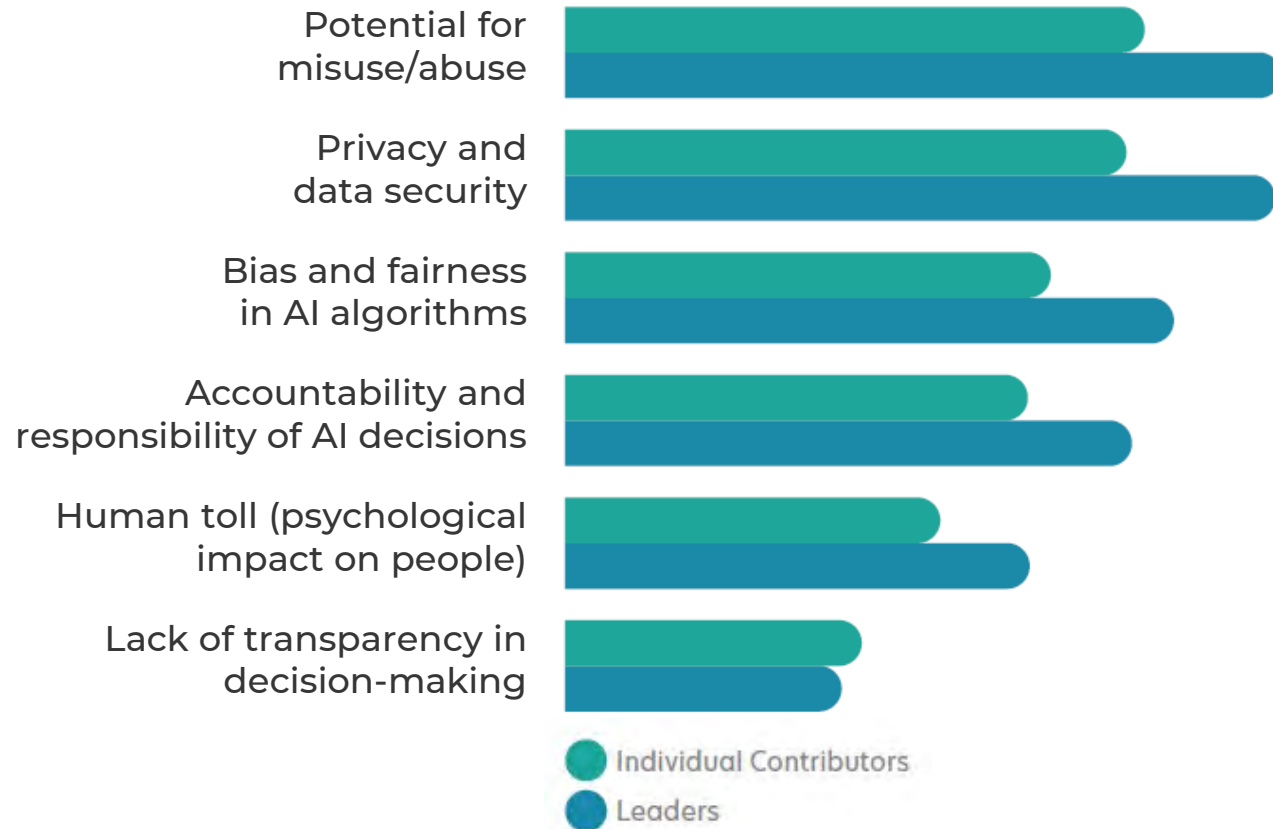 Potential for
misuse/abuse
Privacy and
data security
Bias and fairness
in AI algorithms
Accountability and
responsibility of AI decisions
Human toll (psychological
impact on people)
Lack of transparency in
decision-making
Individual Contributors
Leaders